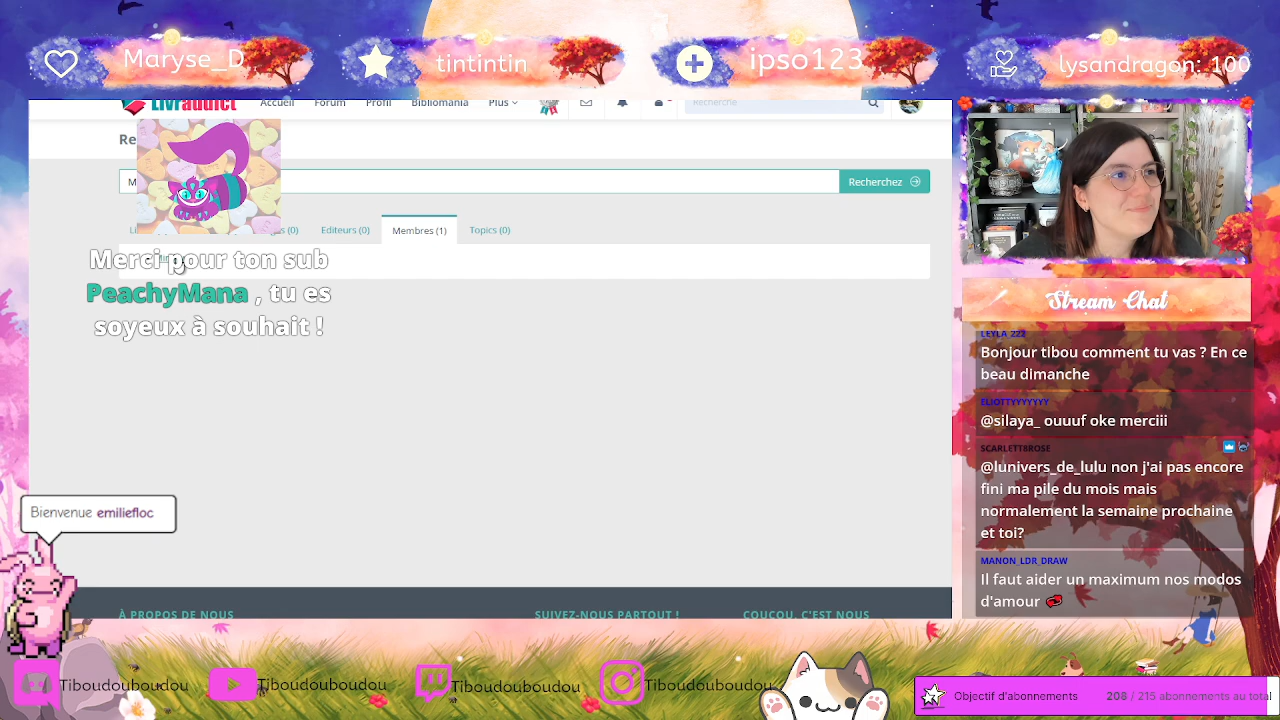 Maryse_D
tintintin
ipso123
lysandragon: 100
Livraddict
Accueil Forum Profil Bibliomania Plus
Recherche
Recherchez
Editeurs (0) Membres (1) Topics (0)
Merci pour ton sub
PeachyMana , tu es
soyeux à souhait !
Stream Chat
LEYLA_222
Bonjour tibou comment tu vas ? En ce
beau dimanche
ELIOTTYYYYYYY
@silaya_ ouuuf oke merciii
SCARLETT8ROSE
@lunivers_de_lulu non j'ai pas encore
fini ma pile du mois mais
normalement la semaine prochaine
et toi?
MANON_LDR_DRAW
Il faut aider un maximum nos modos
d'amour
Bienvenue emiliefloc
À PROPOS DE NOUS
SUIVEZ-NOUS PARTOUT !
COUCOU, C'EST NOUS
Tiboudouboudou
Tiboudouboudou
Tiboudouboudou
Tiboudouboudou
Objectif d'abonnements 208 / 215 abonnements au total